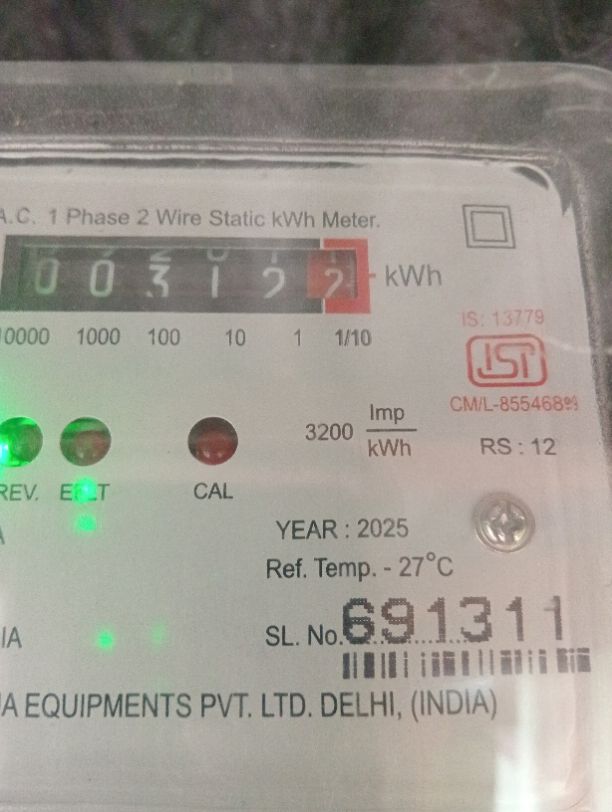 A.C. 1 Phase 2 Wire Static kWh Meter.
0 0 3 1 2 2 kWh
10000 1000 100 10 1 1/10
IS: 13779
ISI
CM/L-855468
3200 Imp/kWh
RS : 12
REV. E/LT CAL
YEAR : 2025
Ref. Temp. - 27°C
SL. No. 691311
EQUIPMENTS PVT. LTD. DELHI, (INDIA)